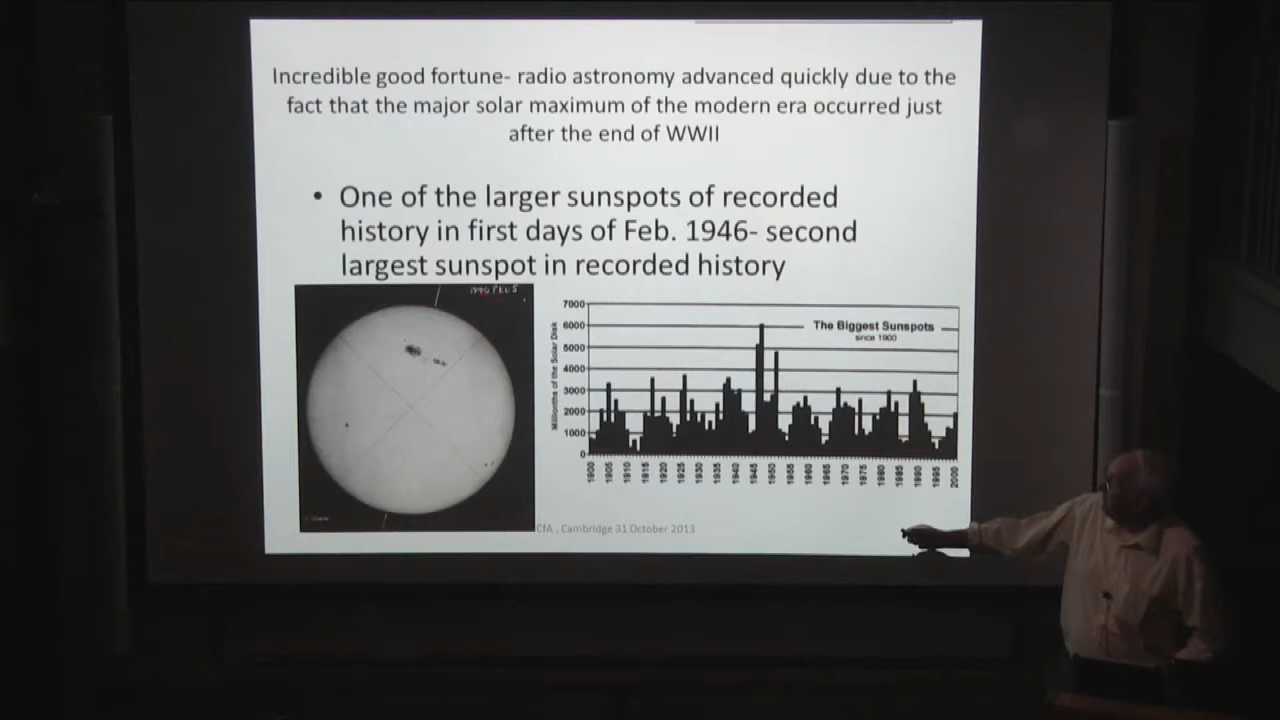 Incredible good fortune- radio astronomy advanced quickly due to the
fact that the major solar maximum of the modern era occurred just
after the end of WWII
• One of the larger sunspots of recorded
history in first days of Feb. 1946- second
largest sunspot in recorded history
1946 FEB 5
The Biggest Sunspots
since 1900
Millionths of the Solar Disk
7000
6000
5000
4000
3000
2000
1000
0
1900 1905 1910 1915 1920 1925 1930 1935 1940 1945 1950 1955 1960 1965 1970 1975 1980 1985 1990 1995 2000
CfA , Cambridge 31 October 2013